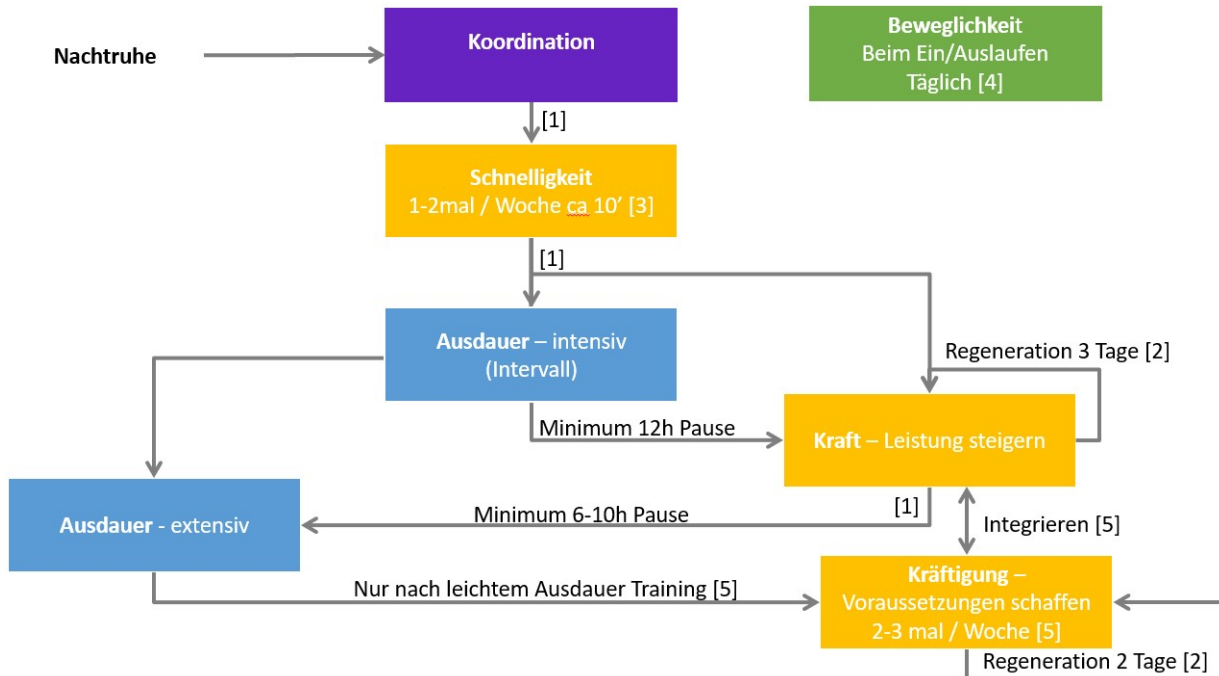 Nachtruhe
Koordination
Beweglichkeit
Beim Ein/Auslaufen
Täglich [4]
[1]
Schnelligkeit
1-2mal / Woche ca 10’ [3]
[1]
Ausdauer – intensiv
(Intervall)
Regeneration 3 Tage [2]
Minimum 12h Pause
Kraft – Leistung steigern
Ausdauer - extensiv
Minimum 6-10h Pause
[1]
Integrieren [5]
Nur nach leichtem Ausdauer Training [5]
Kräftigung –
Voraussetzungen schaffen
2-3 mal / Woche [5]
Regeneration 2 Tage [2]